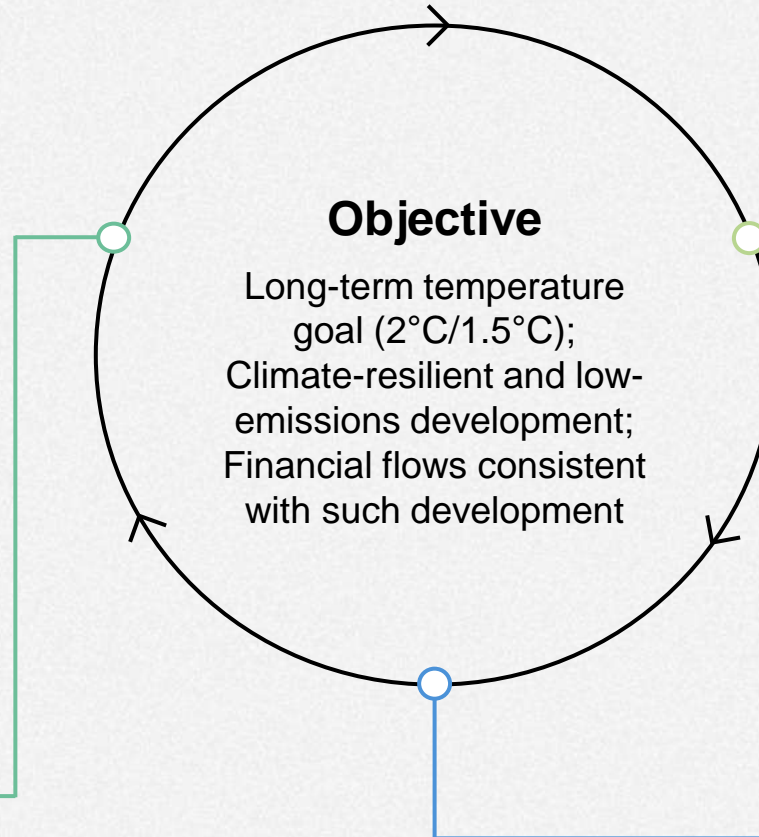 Objective
Long-term temperature
goal (2°C/1.5°C);
Climate-resilient and low-
emissions development;
Financial flows consistent
with such development